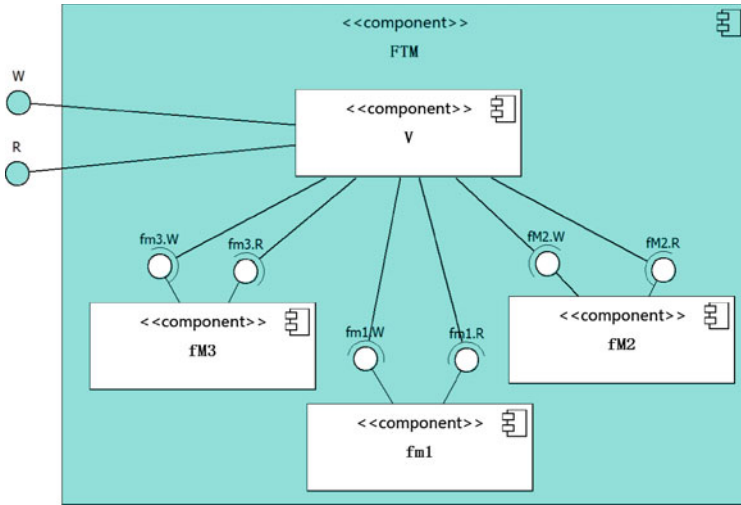 <<component>>
FTM
W
<<component>>
V
R
fm3.W
fm3.R
fM2.W
fM2.R
<<component>>
fM3
<<component>>
fM2
fm1.W
fm1.R
<<component>>
fm1